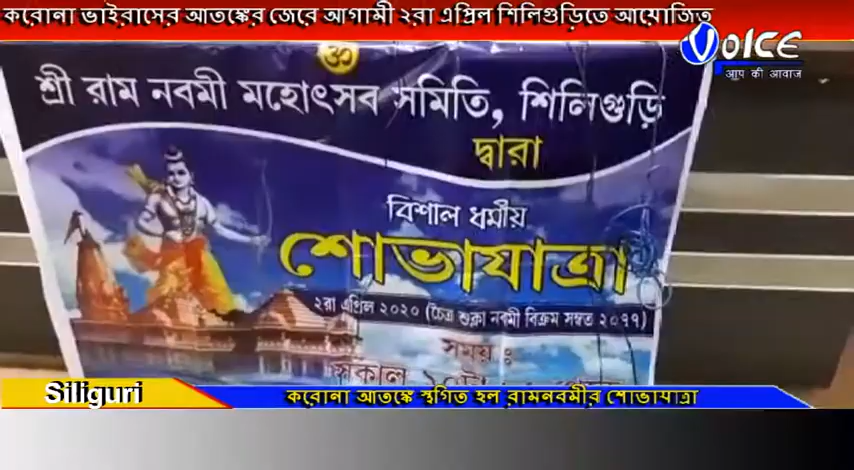 করোনা ভাইরাসের আতঙ্কের জেরে আগামী ২রা এপ্রিল শিলিগুড়িতে আয়োজিত
VOICE
आप की आवाज
ॐ
শ্রী রাম নবমী মহোৎসব সমিতি, শিলিগুড়ি
দ্বারা
বিশাল ধর্মীয়
শোভাযাত্রা
২রা এপ্রিল ২০২০ (চৈত্র শুক্লা নবমী বিক্রম সম্বত ২০৭৭)
সময় :
সকাল
Siliguri
করোনা আতঙ্কে স্থগিত হল রামনবমীর শোভাযাত্রা